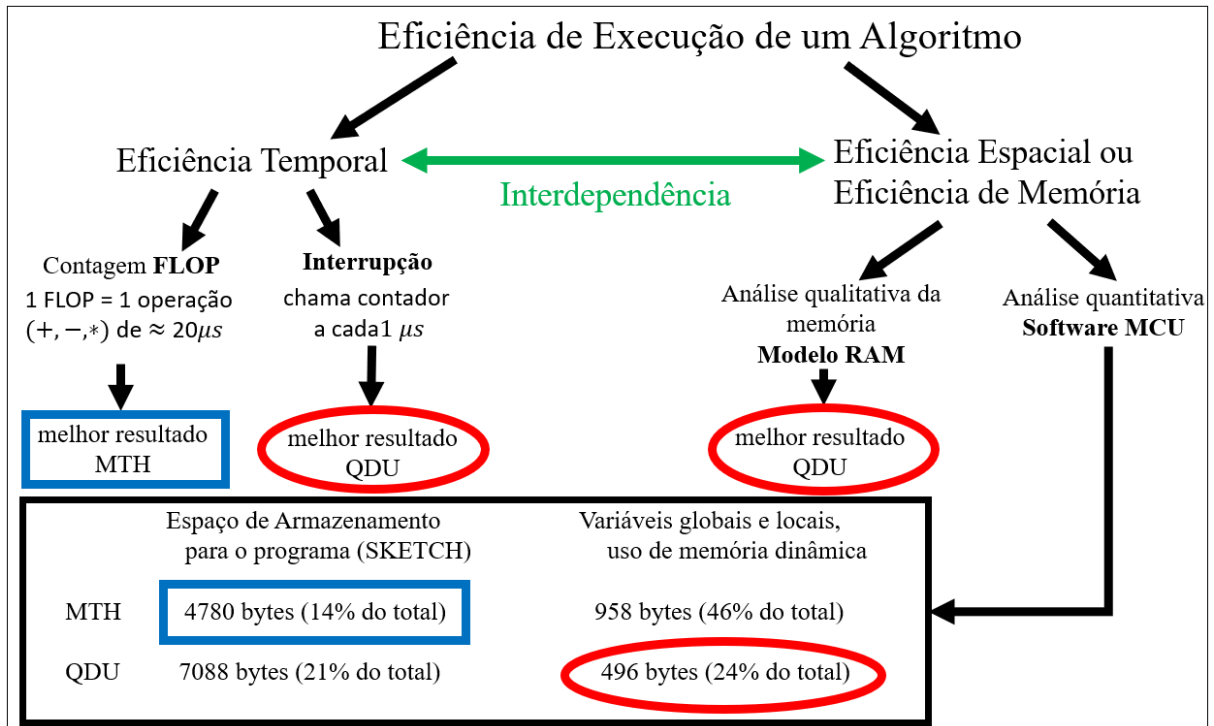 Eficiência de Execução de um Algoritmo
Eficiência Temporal
Interdependência
Eficiência Espacial ou
Eficiência de Memória
Contagem FLOP
1 FLOP = 1 operação
(+, −,∗) de ≈ 20μs
Interrupção
chama contador
a cada1 μs
Análise qualitativa da
memória
Modelo RAM
Análise quantitativa
Software MCU
melhor resultado
MTH
melhor resultado
QDU
melhor resultado
QDU
Espaço de Armazenamento
para o programa (SKETCH)
Variáveis globais e locais,
uso de memória dinâmica
MTH 4780 bytes (14% do total) 958 bytes (46% do total)
QDU 7088 bytes (21% do total) 496 bytes (24% do total)